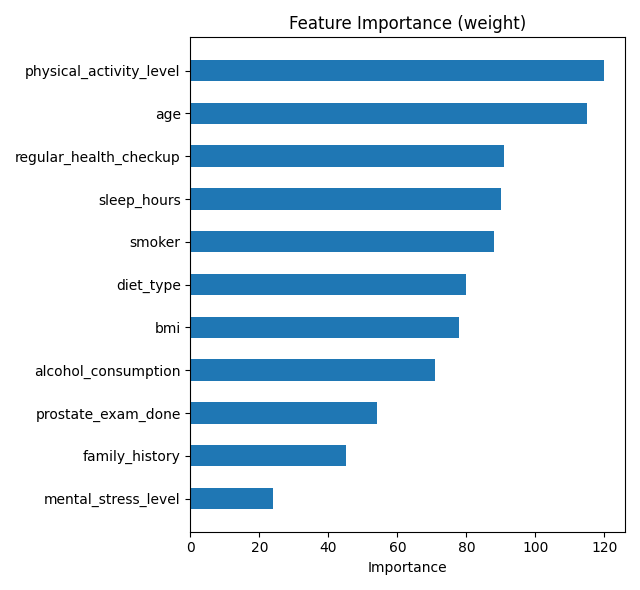 Feature Importance (weight)
physical_activity_level
age
regular_health_checkup
sleep_hours
smoker
diet_type
bmi
alcohol_consumption
prostate_exam_done
family_history
mental_stress_level
0 20 40 60 80 100 120
Importance